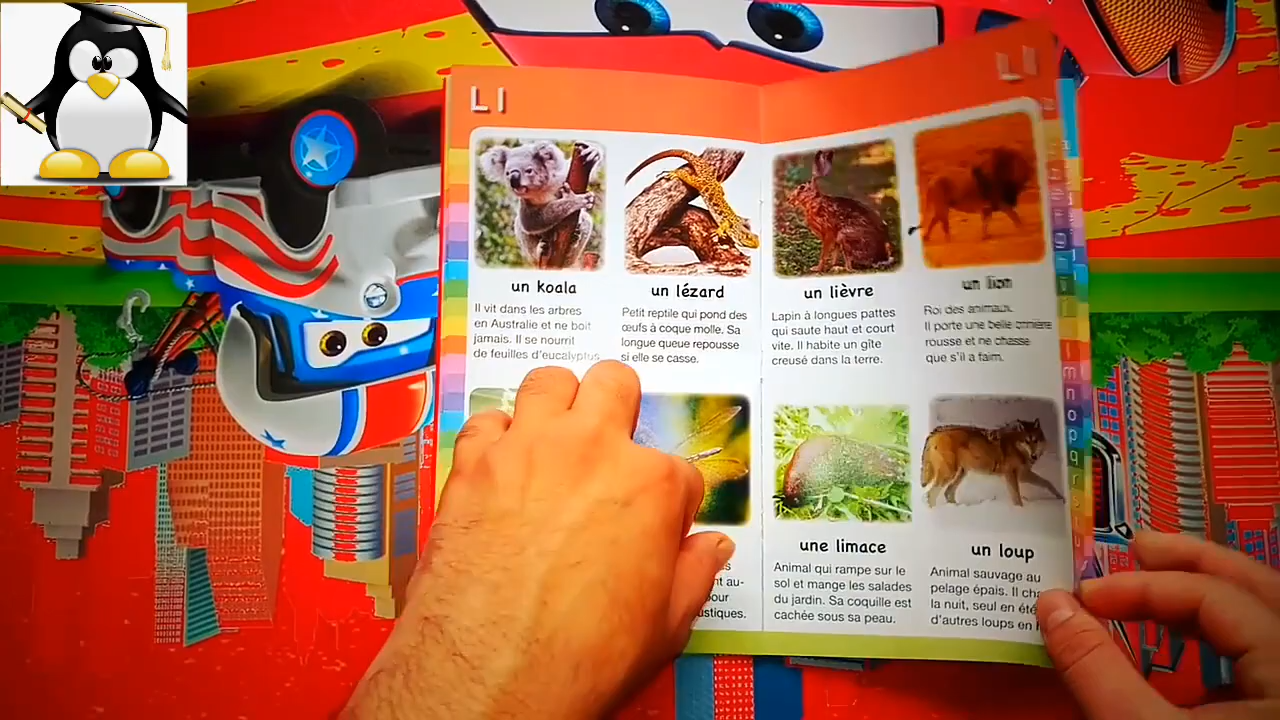 Ll
Ll
un koala
Il vit dans les arbres
en Australie et ne boit
jamais. Il se nourrit
de feuilles d'eucalyptus.
un lézard
Petit reptile qui pond des
œufs à coque molle. Sa
longue queue repousse
si elle se casse.
un lièvre
Lapin à longues pattes
qui saute haut et court
vite. Il habite un gîte
creusé dans la terre.
un lion
Roi des animaux.
Il porte une belle crinière
rousse et ne chasse
que s'il a faim.
une limace
Animal qui rampe sur le
sol et mange les salades
du jardin. Sa coquille est
cachée sous sa peau.
un loup
Animal sauvage au
pelage épais. Il
la nuit, seul en été
d'autres loups en
l
m
n
o
p
q
r